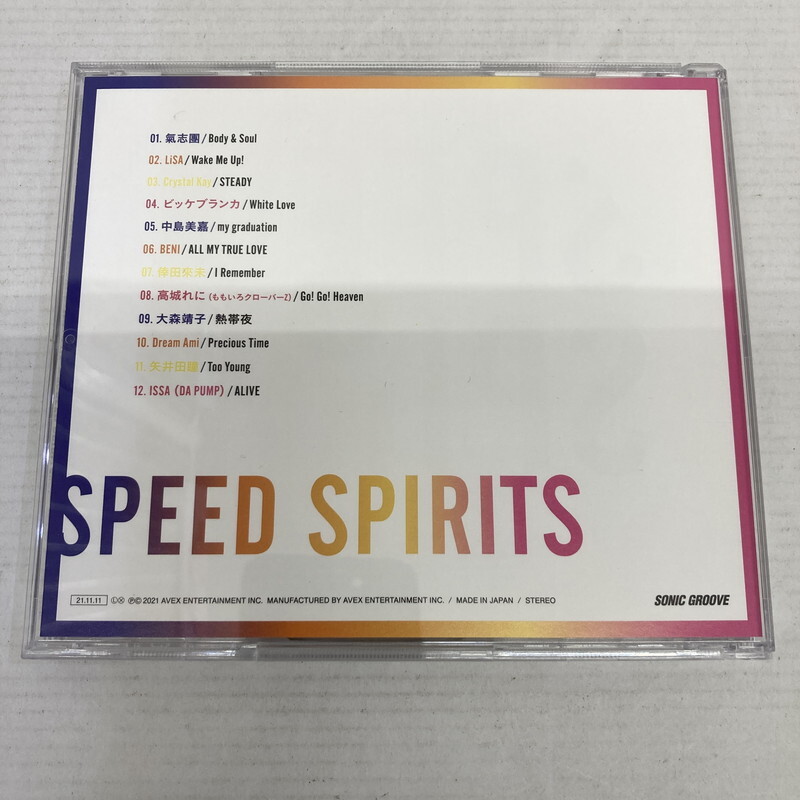 01. 氣志團/Body & Soul
02. LiSA/Wake Me Up!
03. Crystal Kay/STEADY
04. ビッケブランカ/White Love
05. 中島美嘉/my graduation
06. BENI/ALL MY TRUE LOVE
07. 倖田來未/I Remember
08. 高城れに(ももいろクローバーZ)/Go! Go! Heaven
09. 大森靖子/熱帯夜
10. Dream Ami/Precious Time
11. 矢井田瞳/Too Young
12. ISSA (DA PUMP)/ALIVE
SPEED SPIRITS
21.11.11 Ⓛ Ⓧ ℗© 2021 AVEX ENTERTAINMENT INC. MANUFACTURED BY AVEX ENTERTAINMENT INC. / MADE IN JAPAN / STEREO SONIC GROOVE